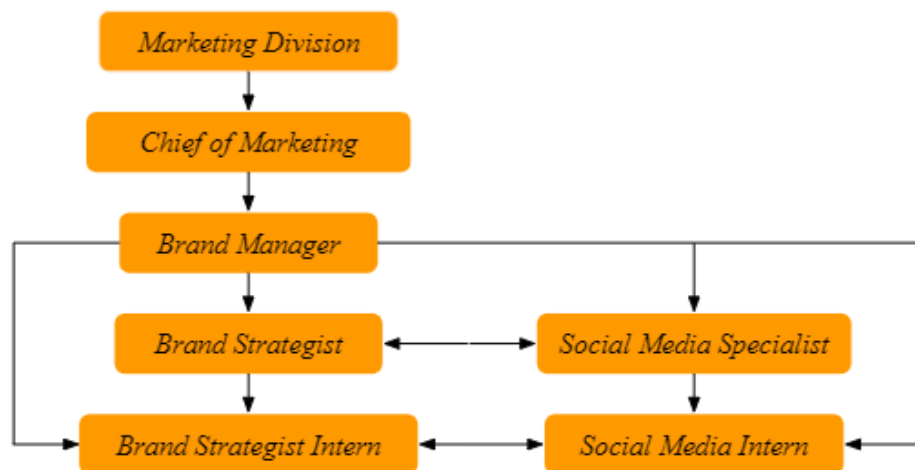 Marketing Division
Chief of Marketing
Brand Manager
Brand Strategist
Social Media Specialist
Brand Strategist Intern
Social Media Intern